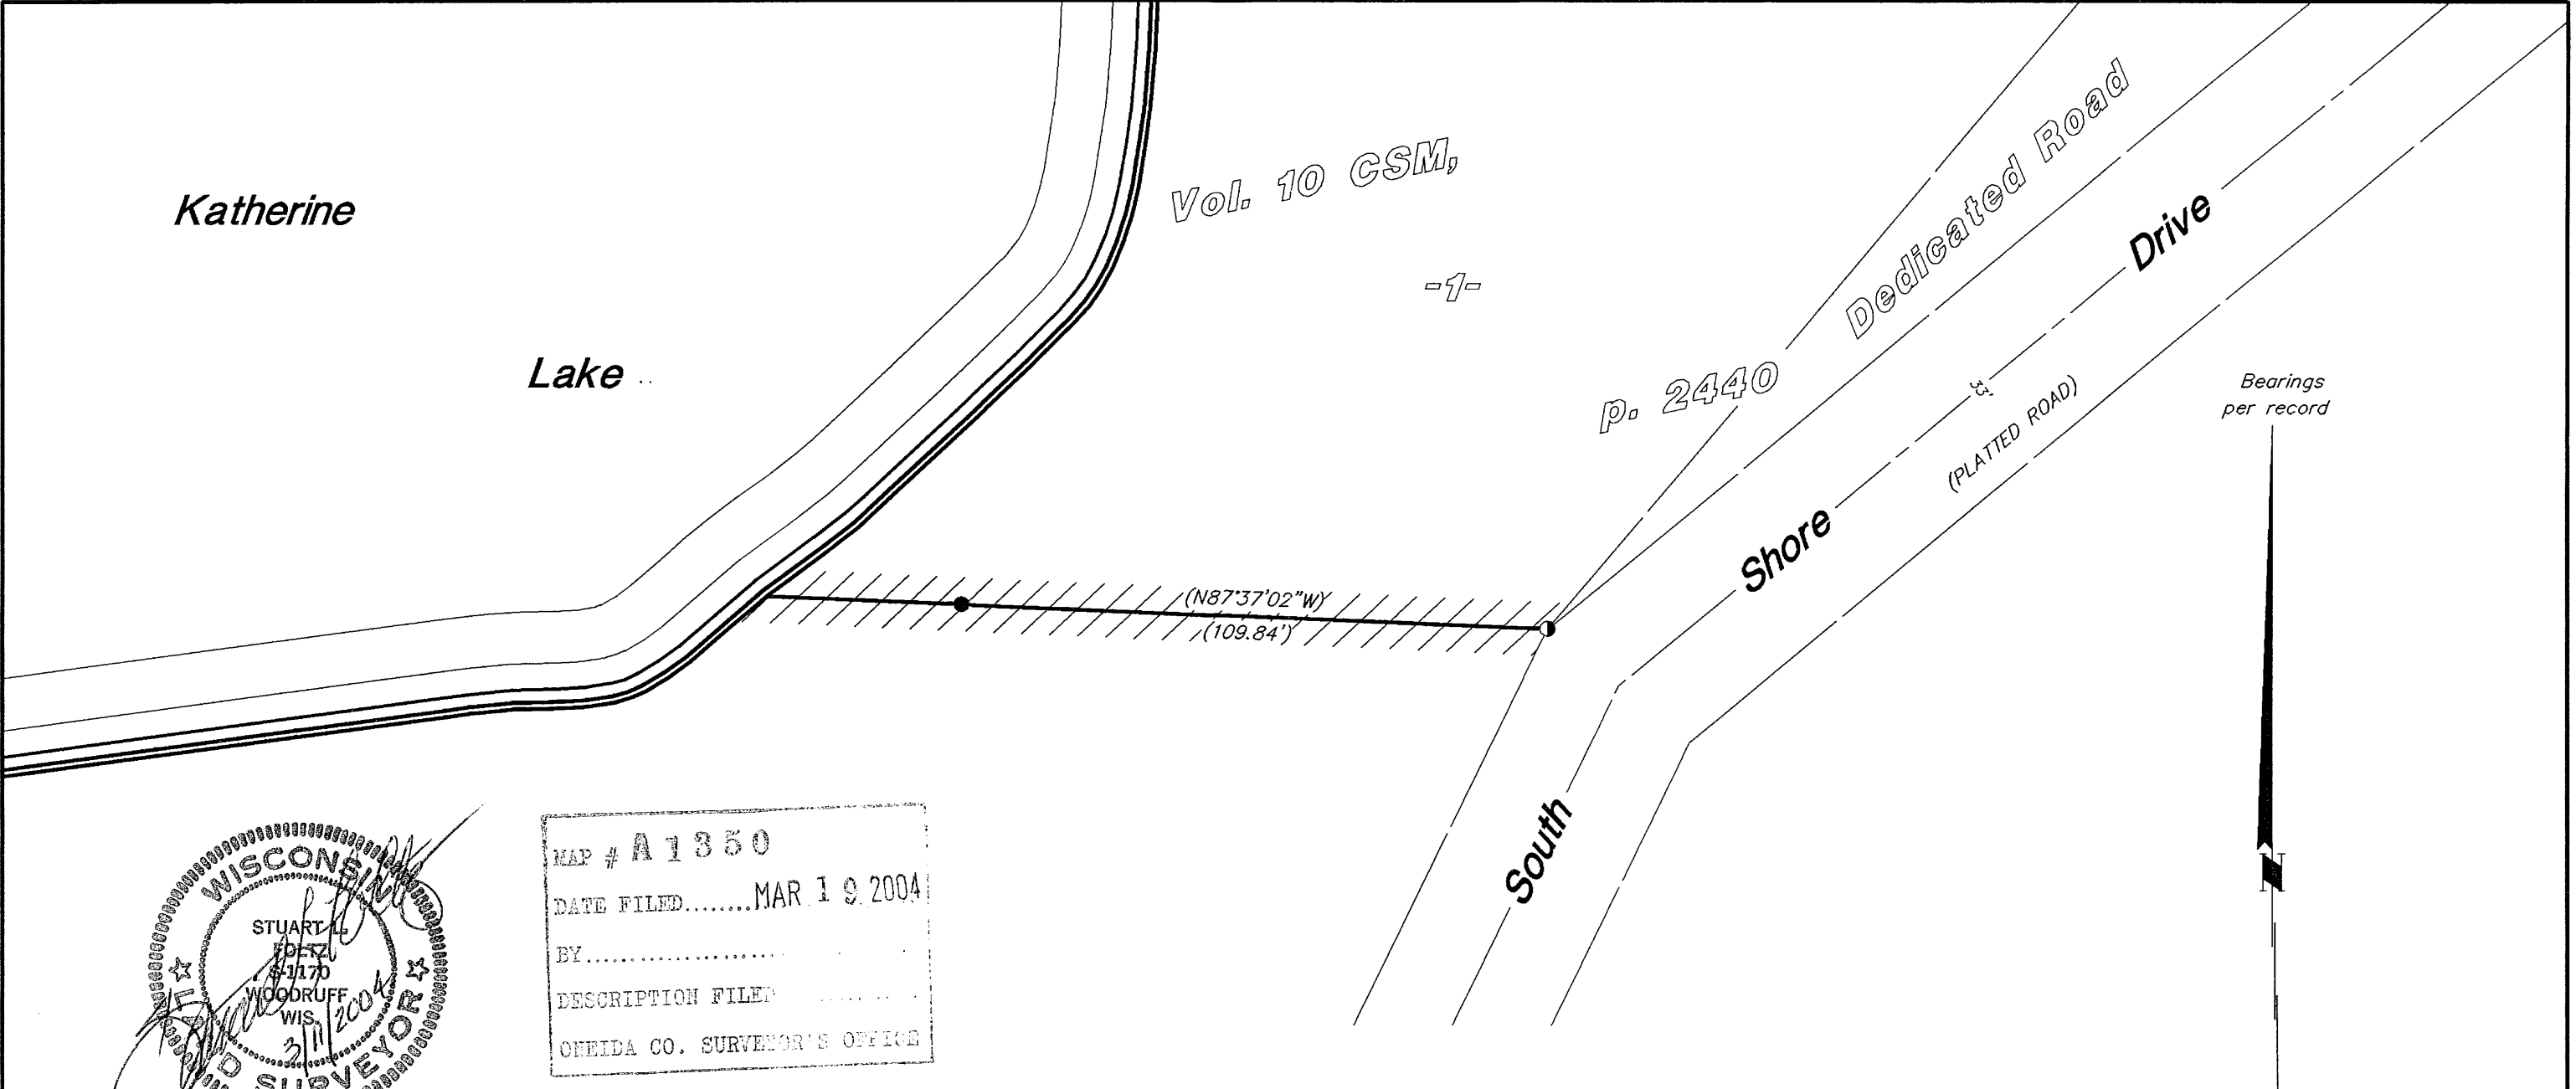 Katherine
Lake
Vol. 10 CSM,
-1-
p. 2440
Dedicated Road
Drive
33'
(PLATTED ROAD)
Shore
South
Bearings
per record
N
(N87°37'02"W)
(109.84')
WISCONSIN
STUART L.
FOLTZ
S-1170
WOODRUFF
WIS.
3/11/2004
SURVEYOR
MAP # A 1350
DATE FILED........MAR 19 2004
BY......................
DESCRIPTION FILED ..........
ONEIDA CO. SURVEYOR'S OFFICE